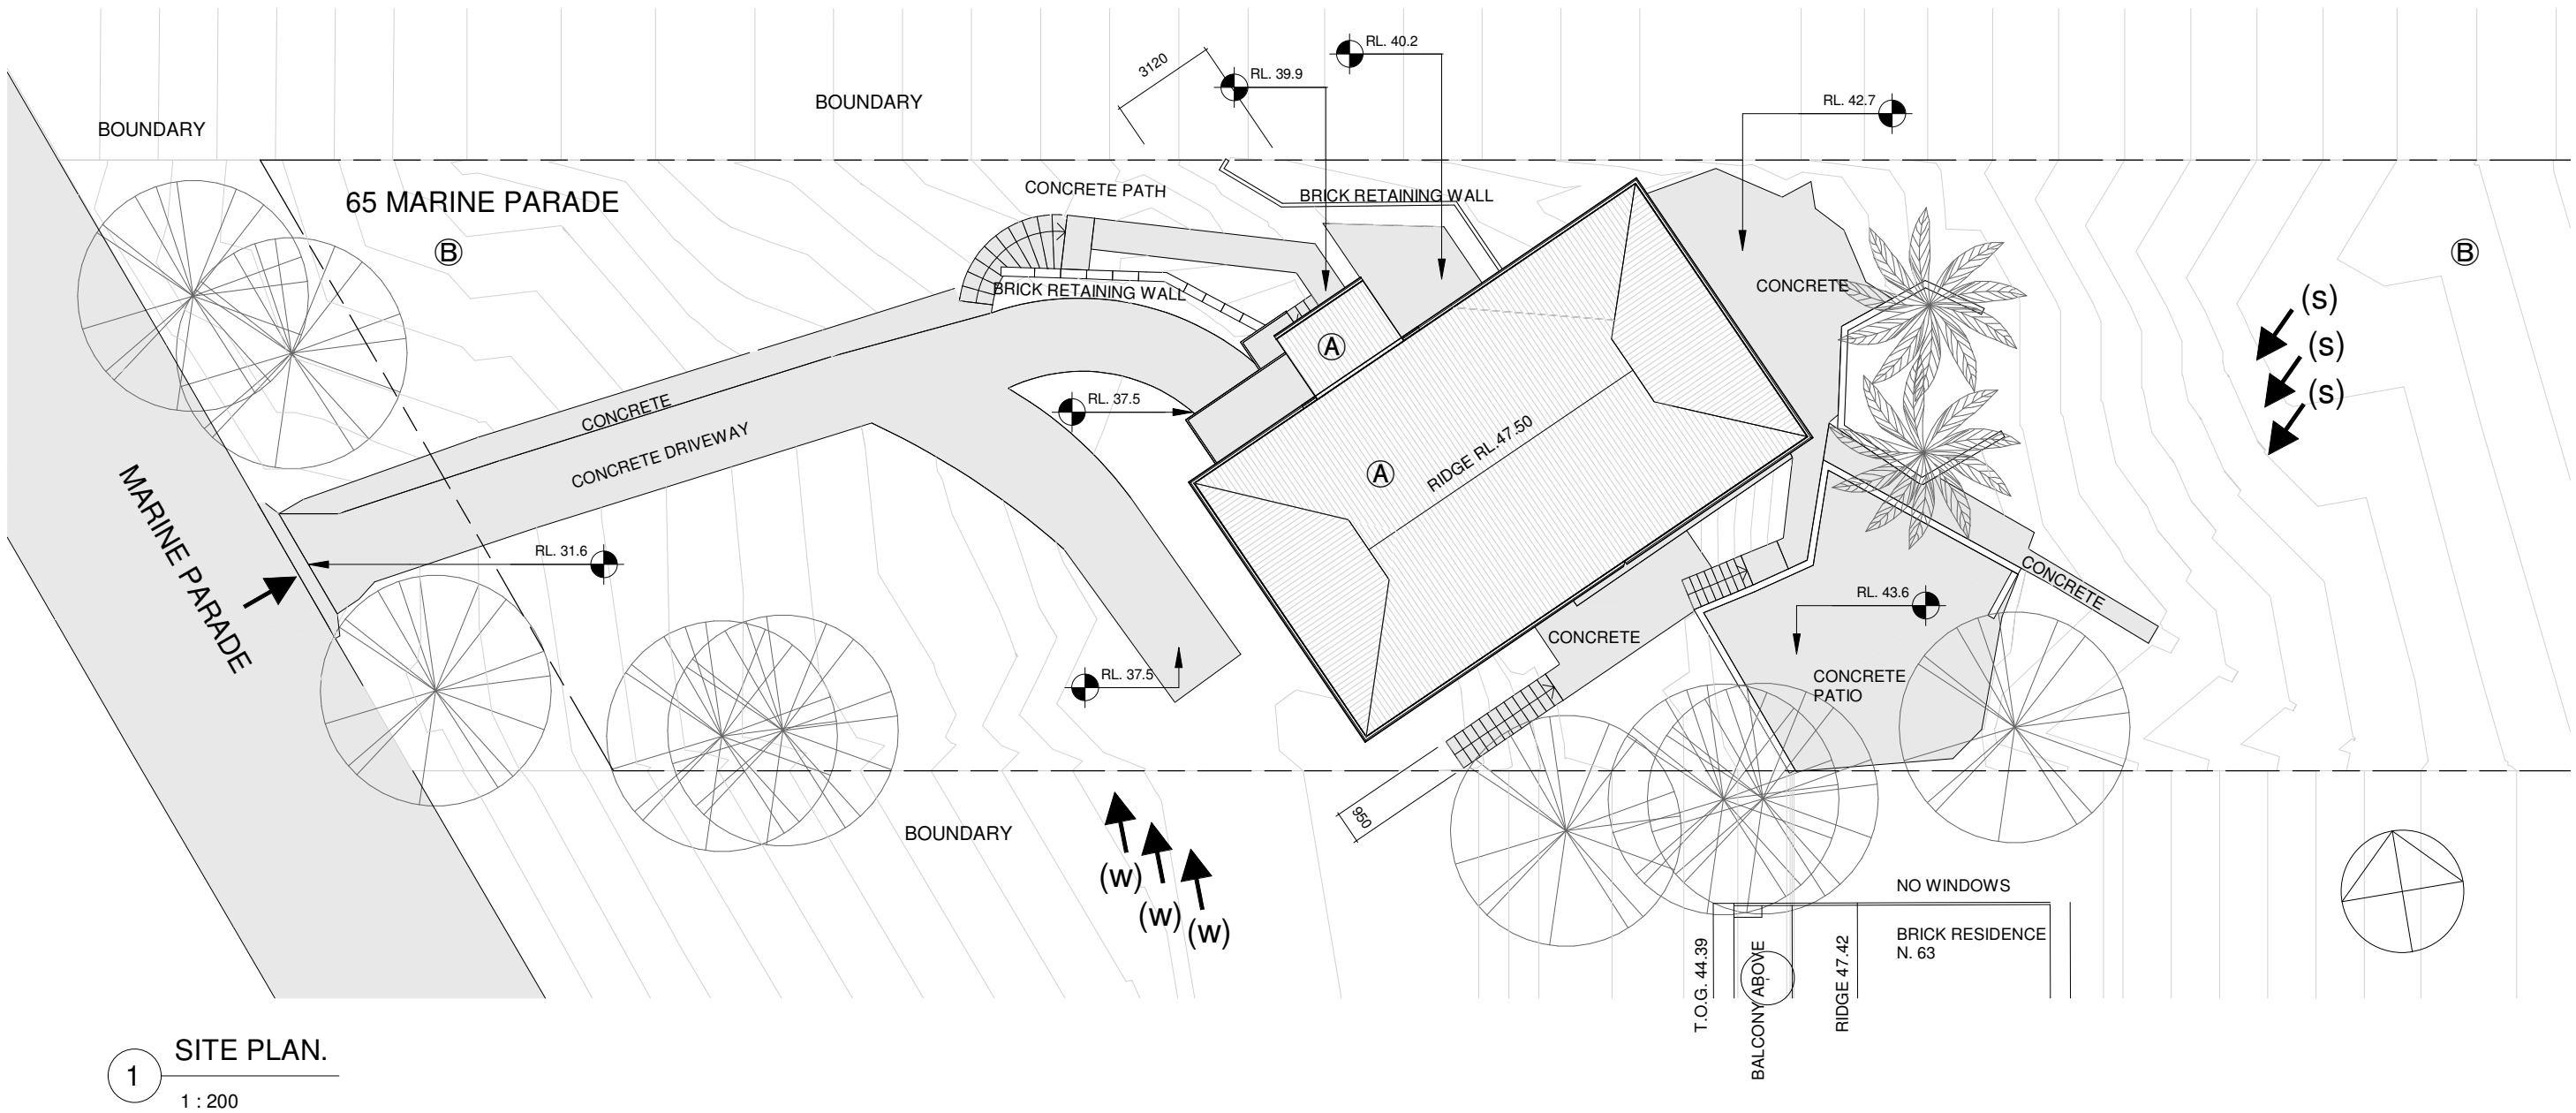 RL. 40.2
3120
RL. 39.9
BOUNDARY
RL. 42.7
BOUNDARY
65 MARINE PARADE
B
CONCRETE PATH
BRICK RETAINING WALL
B
BRICK RETAINING WALL
CONCRETE
(s)
(s)
(s)
A
RL. 37.5
CONCRETE
CONCRETE DRIVEWAY
RIDGE RL.47.50
A
MARINE PARADE
RL. 31.6
CONCRETE
RL. 43.6
CONCRETE
RL. 37.5
CONCRETE
PATIO
950
BOUNDARY
(w)
(w)
(w)
NO WINDOWS
BRICK RESIDENCE
N. 63
T.O.G. 44.39
BALCONY ABOVE
RIDGE 47.42
1
SITE PLAN.
1 : 200